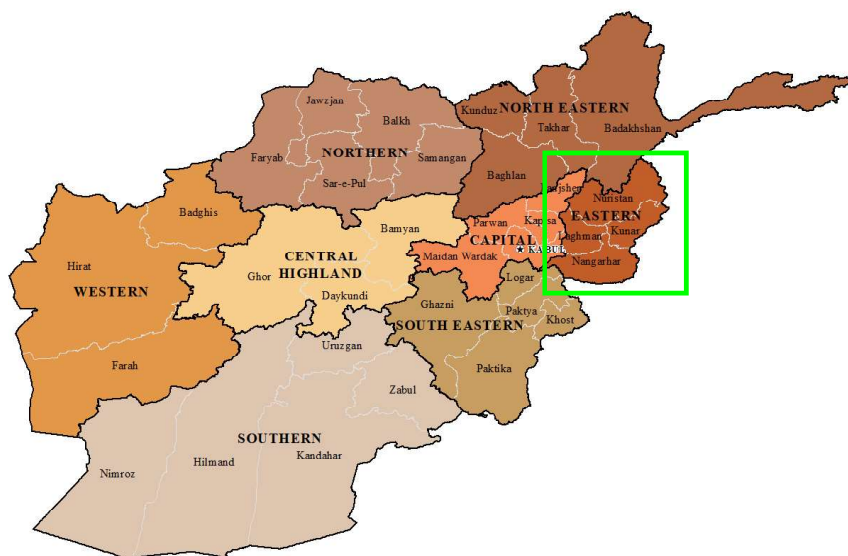 Jawzjan
Balkh
Kunduz
NORTH EASTERN
Takhar
Badakhshan
Faryab
NORTHERN
Samangan
Sar-e-Pul
Baghlan
Panjsher
Nuristan
Badghis
Bamyan
Parwan
Kapisa
EASTERN
Kunar
Laghman
CAPITAL
KABUL
Hirat
CENTRAL
HIGHLAND
Maidan Wardak
Nangarhar
Ghor
WESTERN
Daykundi
Logar
Ghazni
Paktya
Khost
SOUTH EASTERN
Uruzgan
Farah
Paktika
Zabul
SOUTHERN
Kandahar
Hilmand
Nimroz